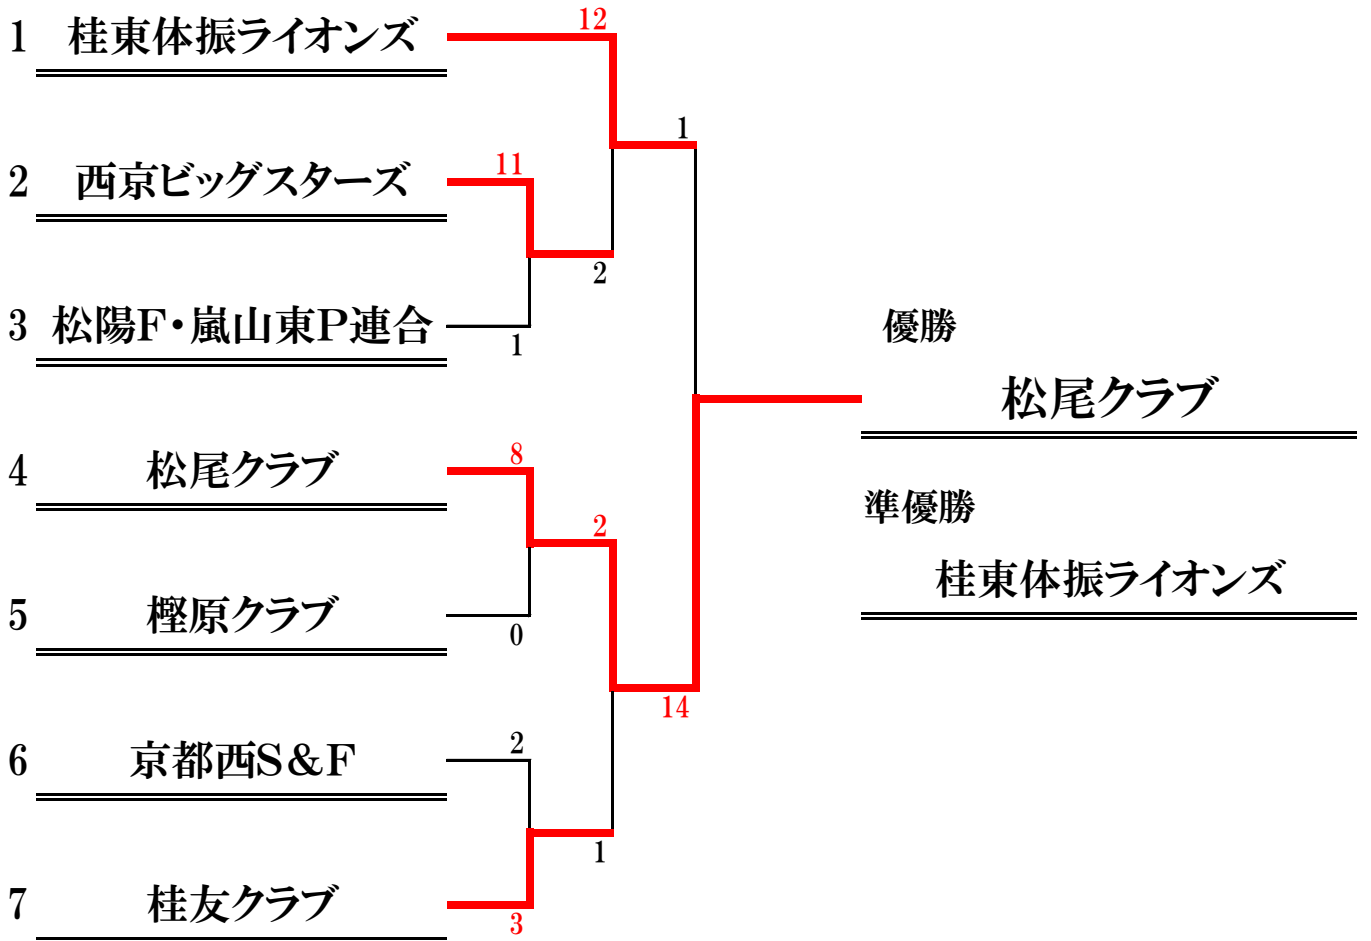 12
1 桂東体振ライオンズ
1
11
2 西京ビッグスターズ
2
3 松陽F・嵐山東P連合
1
優勝
松尾クラブ
8
4 松尾クラブ
準優勝
2
桂東体振ライオンズ
5 樫原クラブ
0
14
2
6 京都西S&F
1
7 桂友クラブ
3